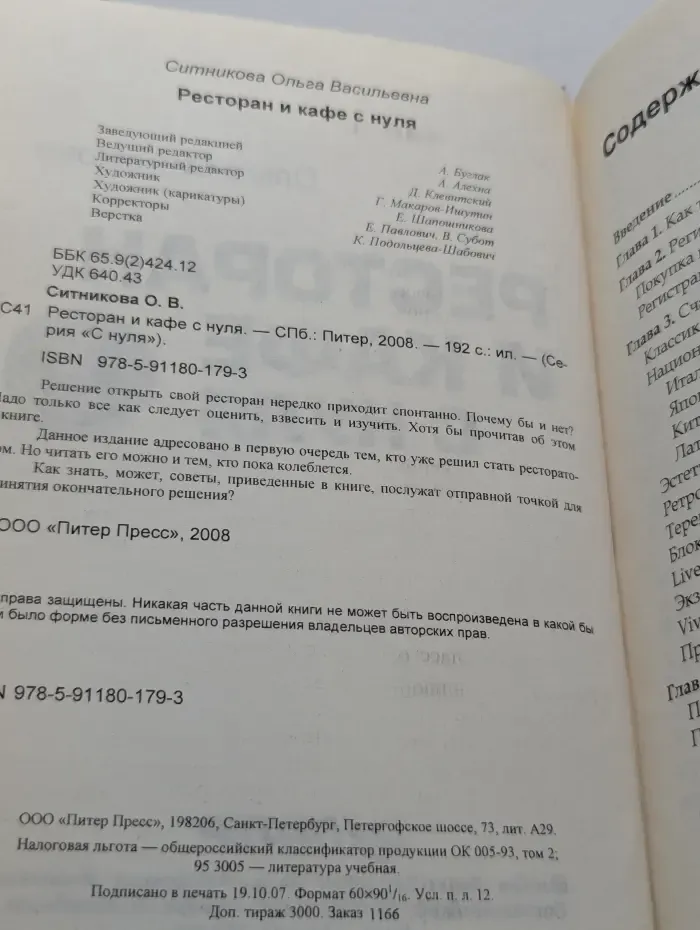 Ситникова Ольга Васильевна
Ресторан и кафе с нуля
Заведующий редакцией А. Буглак
Ведущий редактор А. Алехна
Литературный редактор Д. Клентский
Художник Г. Макаров-Ишутин
Художник (карикатуры) Е. Шапошникова
Корректоры Е. Павлович, В. Субот
Верстка К. Подольцева-Шабович
ББК 65.9(2)424.12
УДК 640.43
Ситникова О. В.
С41 Ресторан и кафе с нуля. — СПб.: Питер, 2008. — 192 с.: ил. — (Се-
рия «С нуля»).
ISBN 978-5-91180-179-3
Решение открыть свой ресторан нередко приходит спонтанно. Почему бы и нет?
Надо только все как следует оценить, взвесить и изучить. Хотя бы прочитав об этом
книге.
Данное издание адресовано в первую очередь тем, кто уже решил стать ресторато-
ом. Но читать его можно и тем, кто пока колеблется.
Как знать, может, советы, приведенные в книге, послужат отправной точкой для
инятия окончательного решения?
ООО «Питер Пресс», 2008
права защищены. Никакая часть данной книги не может быть воспроизведена в какой бы
и было форме без письменного разрешения владельцев авторских прав.
N 978-5-91180-179-3
ООО «Питер Пресс», 198206, Санкт-Петербург, Петергофское шоссе, 73, лит. А29.
Налоговая льгота — общероссийский классификатор продукции ОК 005-93, том 2;
95 3005 — литература учебная.
Подписано в печать 19.10.07. Формат 60×90 1/16. Усл. п. л. 12.
Доп. тираж 3000. Заказ 1166
Содерж
Введение
Глава 1. Как
Глава 2. Реги
Покупка
Регистра
Глава 3. Сч
Классик
Национ
Итал
Япо
Кит
Лат
Эстет
Ретро
Тере
Блок
Live
Экз
Viv
Пр
Глав
П